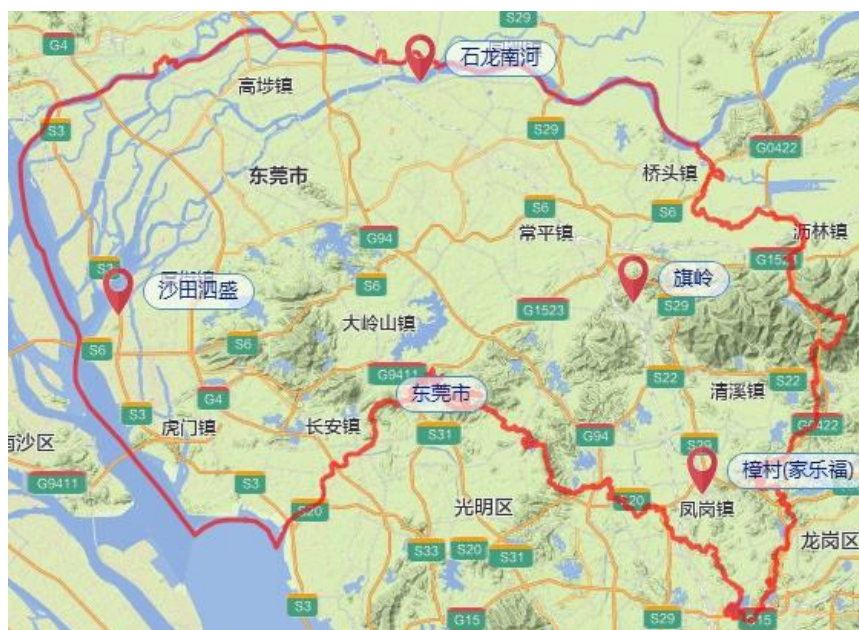 S29
G4
石龙南河
高埗镇
S3
S29
G0422
桥头镇
东莞市
S6
S6
常平镇
沥林镇
G94
G1523
S3
沙田泗盛
旗岭
S6
S29
G1523
大岭山镇
S6
S6
G9411
S22
S22
清溪镇
东莞市
G4
S3
虎门镇
长安镇
S31
G94
S29
G0422
南沙区
G9411
S3
樟村(家乐福)
S20
光明区
S20
凤岗镇
龙岗区
S33
S20
S31
S3
G15
S29
G15